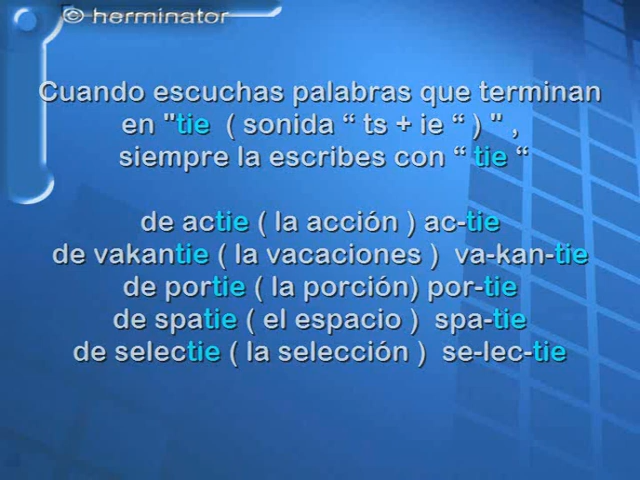 © herminator
Cuando escuchas palabras que terminan
en "tie ( sonida “ ts + ie “ ) " ,
siempre la escribes con “ tie “
de actie ( la acción ) ac-tie
de vakantie ( la vacaciones ) va-kan-tie
de portie ( la porción) por-tie
de spatie ( el espacio ) spa-tie
de selectie ( la selección ) se-lec-tie